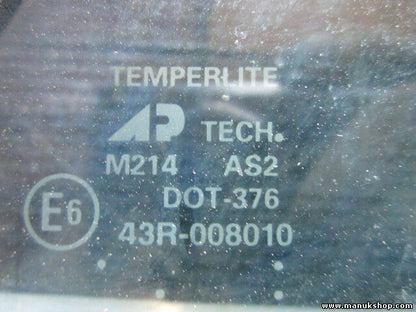 TEMPERLITE
AP TECH.
M214 AS2
E6 DOT-376
43R-008010
www.manukshop.com